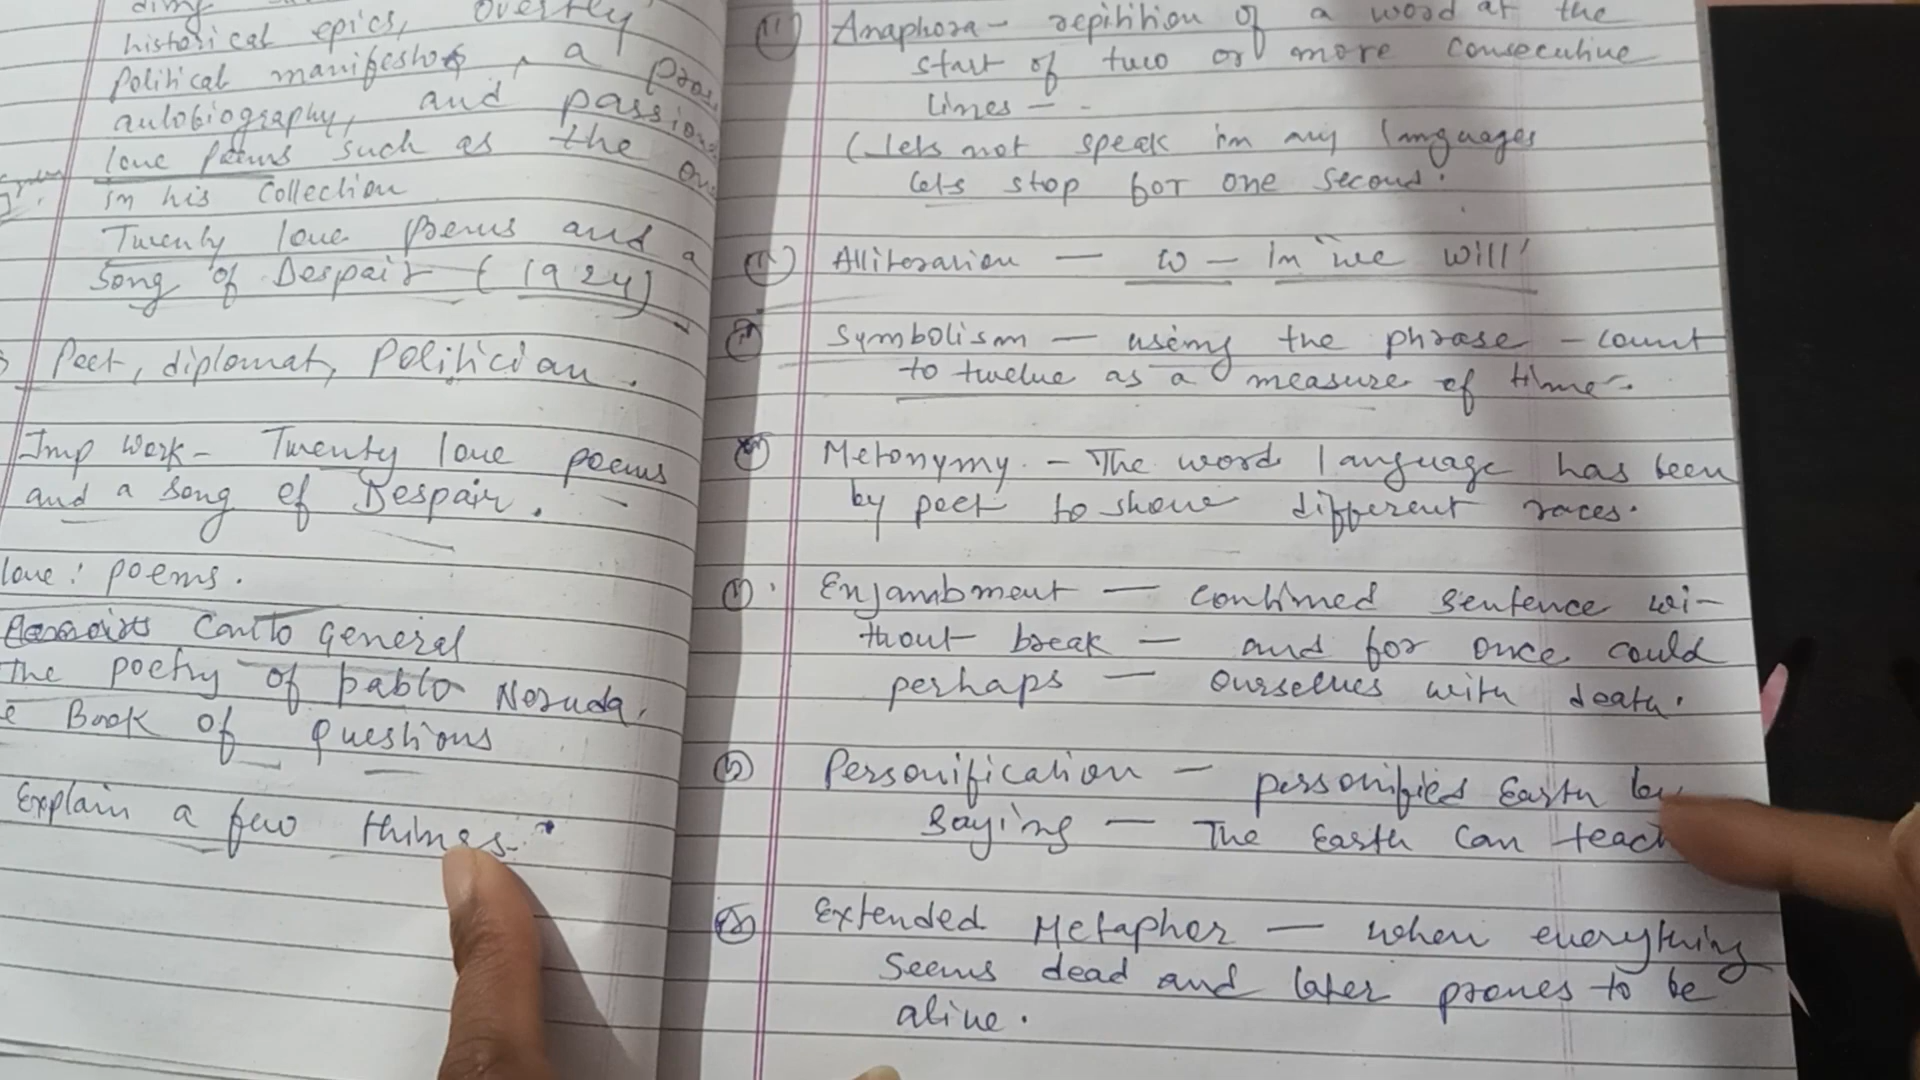 historical epics, overtly
political manifestos, a
autobiography, and
love poems such as the
in his collection
Twenty love poems and a
Song of Despair (1924)
Poet, diplomat, Politician.
Imp work - Twenty love poems
and a Song of Despair.
love: poems.
Canto General
The poetry of pablo Neruda.
Book of questions
Explain a few things.
Anaphora - repitition of a word at the
start of two or more consecutive
lines -
(lets not speak in any languages
lets stop for one second.
Alliteration — w — in "we will'
Symbolism — using the phrase - count
to twelve as a measure of time.
Metonymy. - The word language has been
by poet to show different races.
Enjambment — continued sentence wi-
thout break — and for once could
perhaps — ourselves with death.
Personification — personified Earth by
Saying — The Earth can teach
Extended Metaphor — when everything
seems dead and later proves to be
alive.